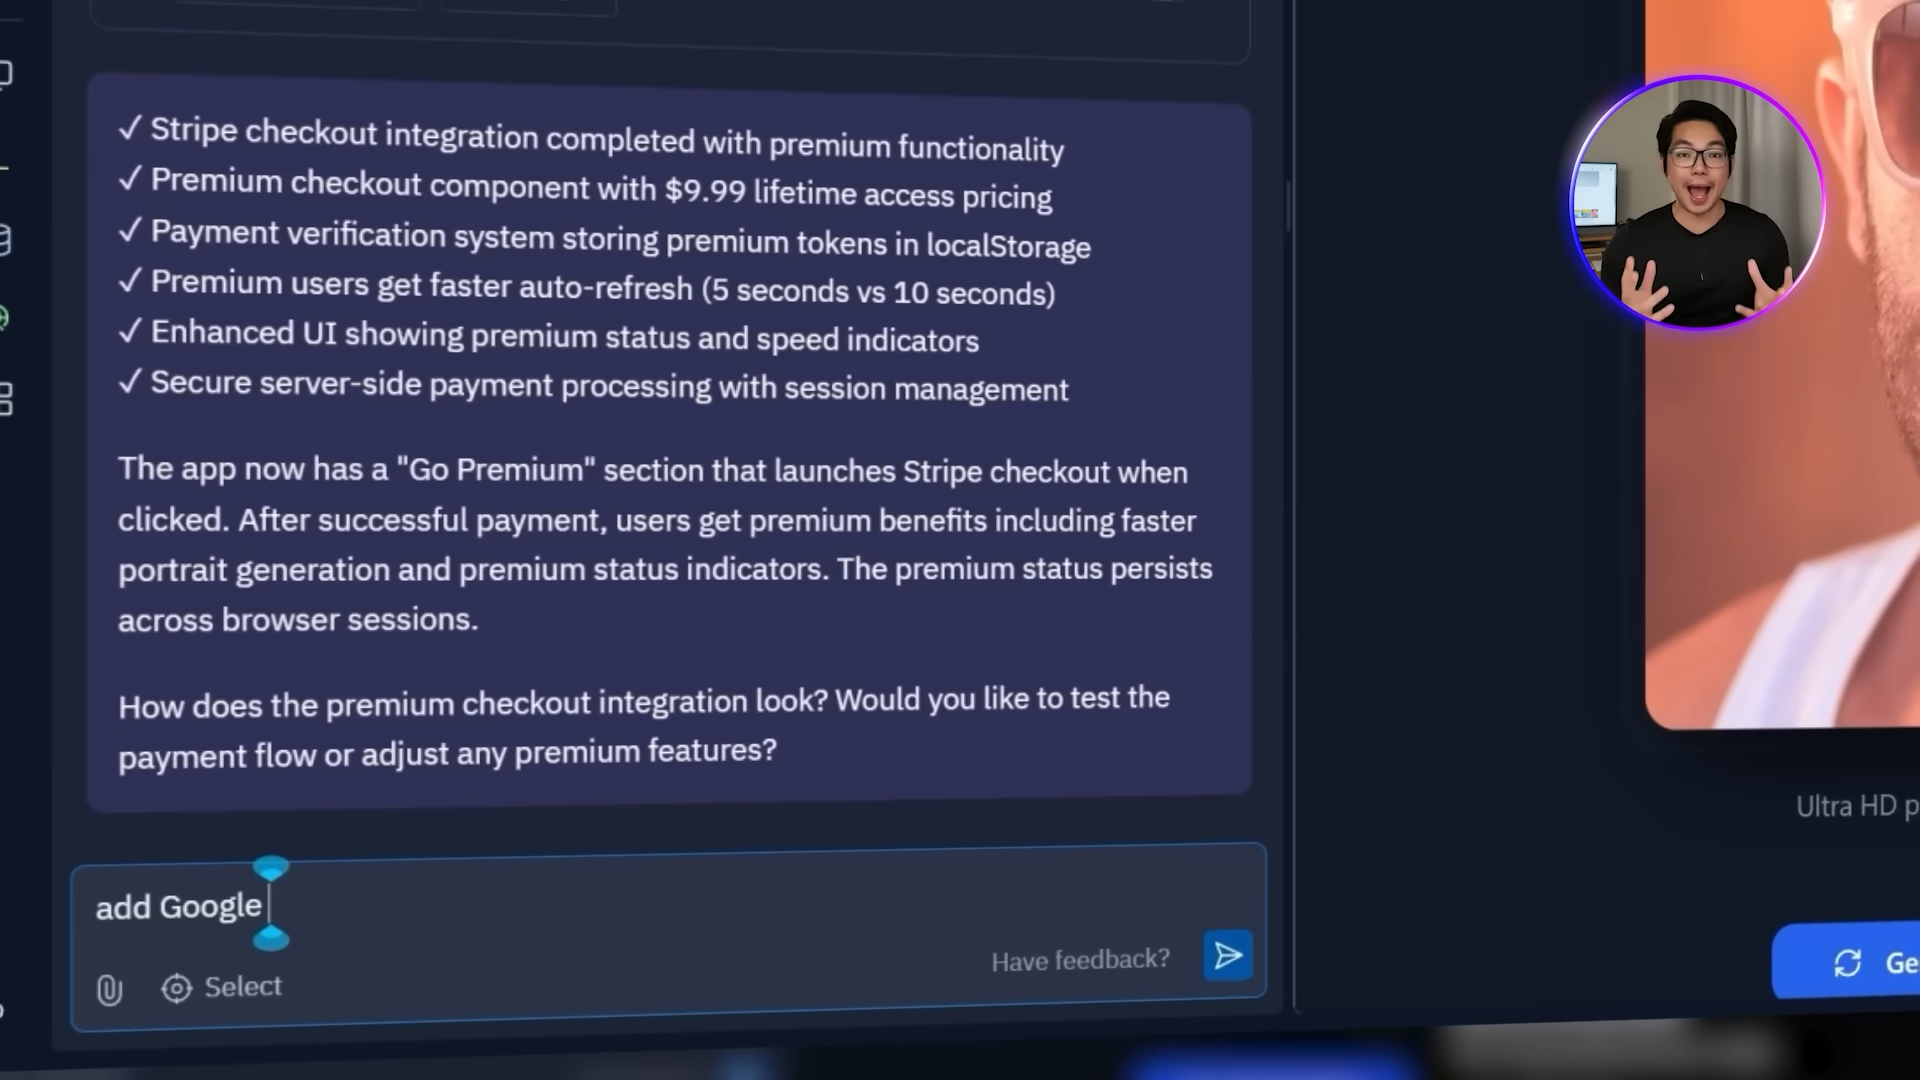 ✓ Stripe checkout integration completed with premium functionality
✓ Premium checkout component with $9.99 lifetime access pricing
✓ Payment verification system storing premium tokens in localStorage
✓ Premium users get faster auto-refresh (5 seconds vs 10 seconds)
✓ Enhanced UI showing premium status and speed indicators
✓ Secure server-side payment processing with session management
The app now has a "Go Premium" section that launches Stripe checkout when
clicked. After successful payment, users get premium benefits including faster
portrait generation and premium status indicators. The premium status persists
across browser sessions.
How does the premium checkout integration look? Would you like to test the
payment flow or adjust any premium features?
Ultra HD p
add Google
Have feedback?
Select
Ge